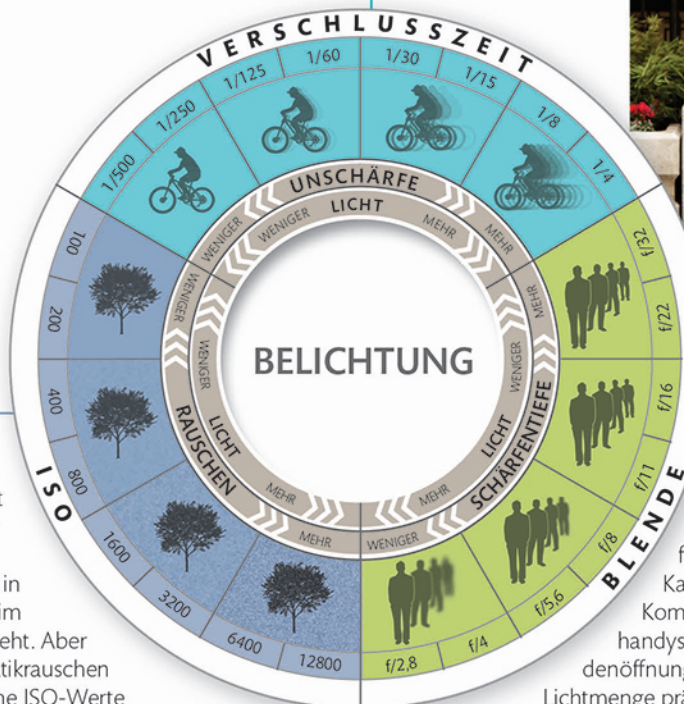 VERSCHLUSSZEIT
1/500
1/250
1/125
1/60
1/30
1/15
1/8
1/4
WENIGER
UNSCHÄRFE
MEHR
WENIGER
LICHT
MEHR
100
200
400
800
1600
3200
6400
12800
ISO
WENIGER
RAUSCHEN
MEHR
WENIGER
LICHT
MEHR
BELICHTUNG
f/32
f/22
f/16
f/11
f/8
f/5,6
f/4
f/2,8
BLENDE
MEHR
SCHÄRFENTIEFE
WENIGER
WENIGER
LICHT
MEHR
t
in
im
eht. Aber
tikrauschen
ne ISO-Werte
f
Ka
Kom
handys
denöffnung
Lichtmenge prä